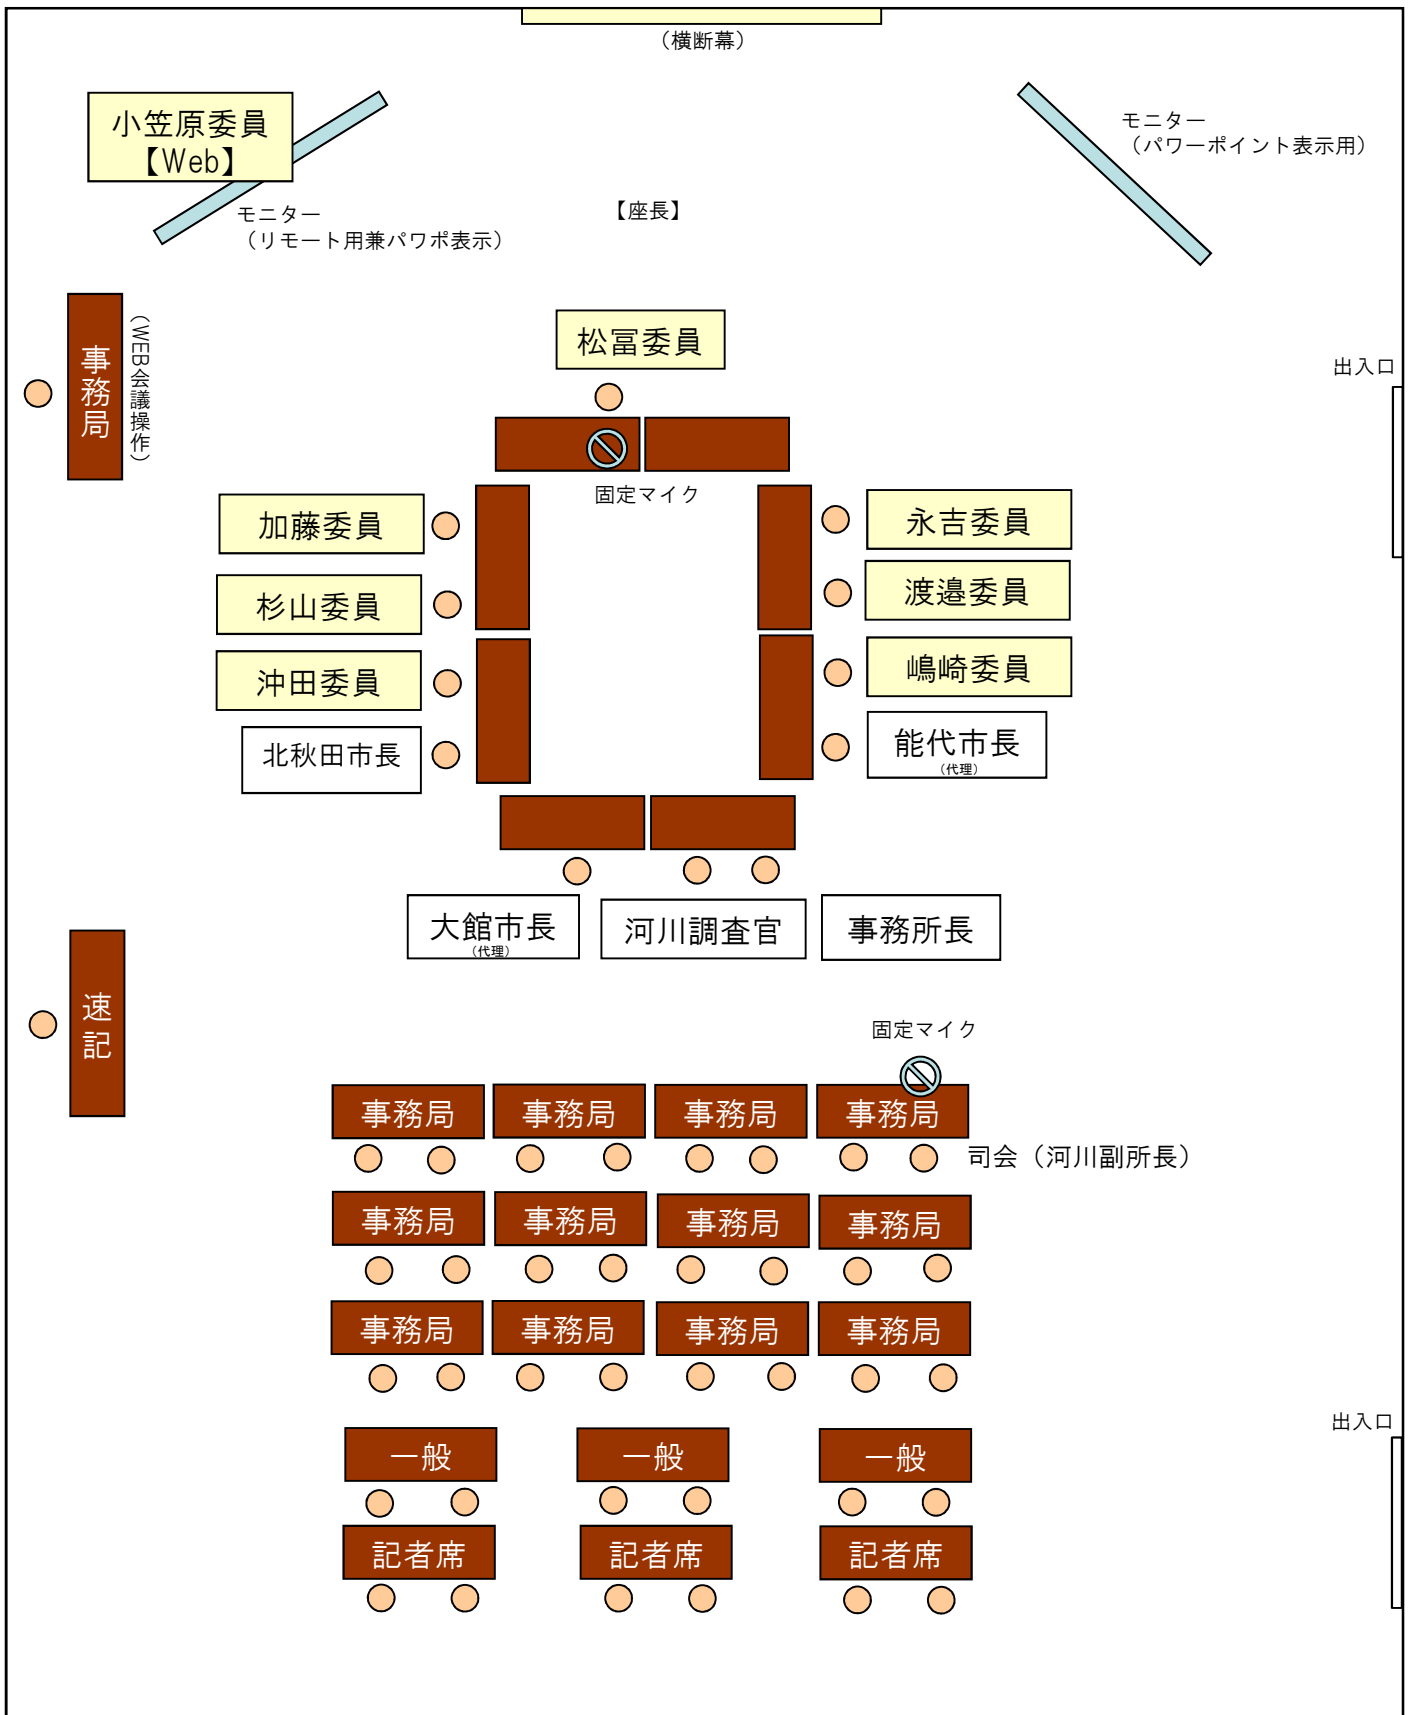 （横断幕）
小笠原委員
【Web】
モニター
（リモート用兼パワポ表示）
モニター
（パワーポイント表示用）
【座長】
事務局
（WEB会議操作）
松冨委員
出入口
固定マイク
加藤委員
永吉委員
杉山委員
渡邉委員
沖田委員
嶋崎委員
北秋田市長
能代市長
（代理）
大館市長
（代理）
河川調査官
事務所長
速記
固定マイク
事務局
事務局
事務局
事務局
司会（河川副所長）
事務局
事務局
事務局
事務局
事務局
事務局
事務局
事務局
出入口
一般
一般
一般
記者席
記者席
記者席